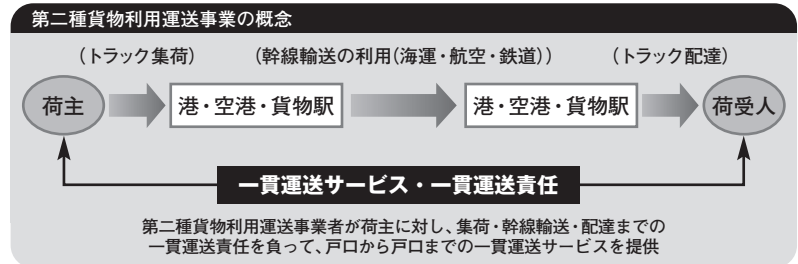 第二種貨物利用運送事業の概念
（トラック集荷） （幹線輸送の利用（海運・航空・鉄道）） （トラック配達）
荷主 港・空港・貨物駅 港・空港・貨物駅 荷受人
一貫運送サービス・一貫運送責任
第二種貨物利用運送事業者が荷主に対し、集荷・幹線輸送・配達までの
一貫運送責任を負って、戸口から戸口までの一貫運送サービスを提供